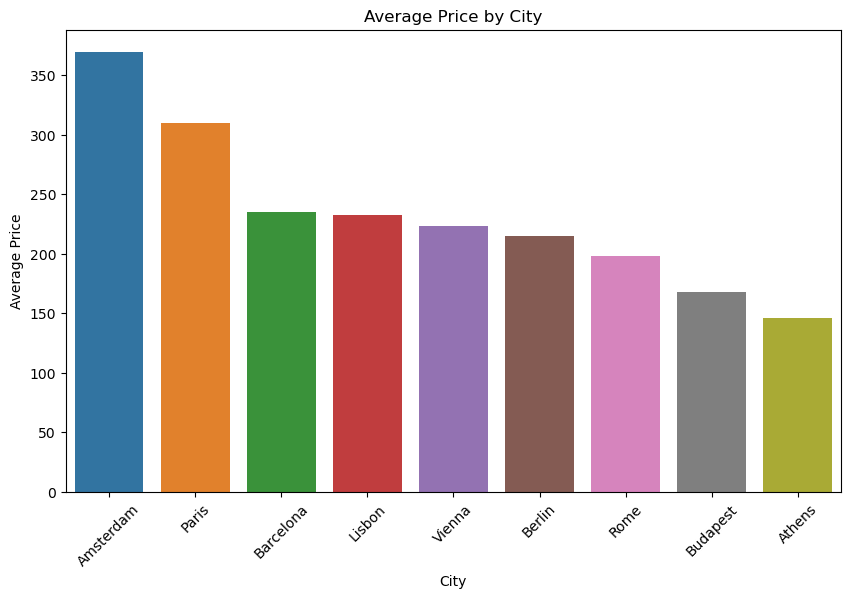 Average Price by City
Average Price
350
300
250
200
150
100
50
0
Amsterdam
Paris
Barcelona
Lisbon
Vienna
Berlin
Rome
Budapest
Athens
City